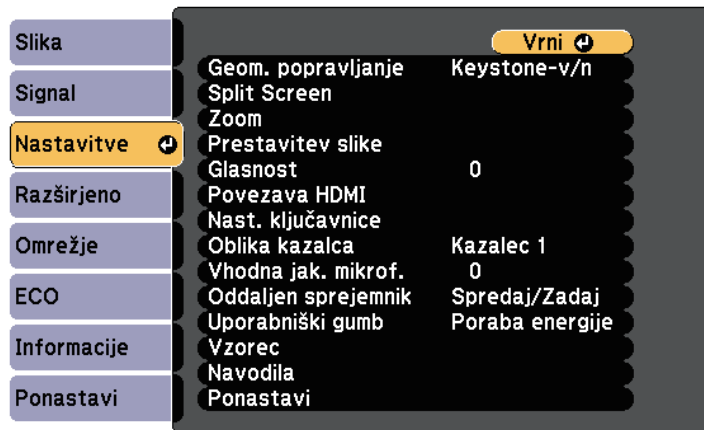 Slika
Signal
Nastavitve
Razširjeno
Omrežje
ECO
Informacije
Ponastavi
Vrni
Geom. popravljanje Keystone-v/n
Split Screen
Zoom
Prestavitev slike
Glasnost 0
Povezava HDMI
Nast. ključavnice
Oblika kazalca Kazalec 1
Vhodna jak. mikrof. 0
Oddaljen sprejemnik Spredaj/Zadaj
Uporabniški gumb Poraba energije
Vzorec
Navodila
Ponastavi